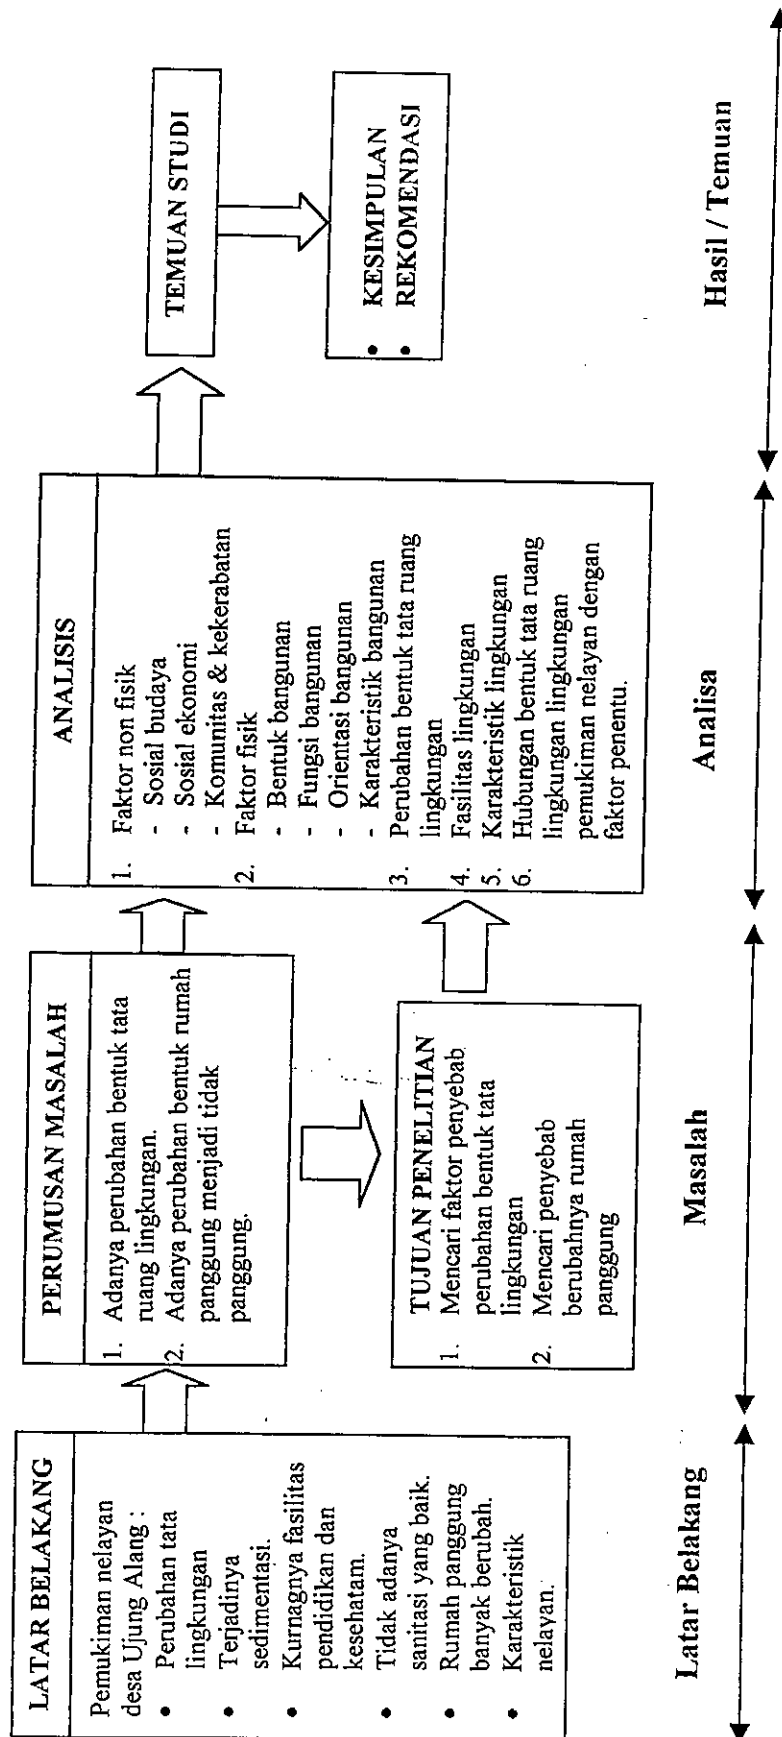 LATAR BELAKANG
Pemukiman nelayan
desa Ujung Alang :
• Perubahan tata
lingkungan
• Terjadinya
sedimentasi.
• Kurnagnya fasilitas
pendidikan dan
kesehatam.
• Tidak adanya
sanitasi yang baik.
• Rumah panggung
banyak berubah.
• Karakteristik
nelayan.
PERUMUSAN MASALAH
1. Adanya perubahan bentuk tata
ruang lingkungan.
2. Adanya perubahan bentuk rumah
panggung menjadi tidak
panggung.
TUJUAN PENELITIAN
1. Mencari faktor penyebab
perubahan bentuk tata
lingkungan
2. Mencari penyebab
berubahnya rumah
panggung
ANALISIS
1. Faktor non fisik
- Sosial budaya
- Sosial ekonomi
- Komunitas & kekerabatan
2. Faktor fisik
- Bentuk bangunan
- Fungsi bangunan
- Orientasi bangunan
- Karakteristik bangunan
3. Perubahan bentuk tata ruang
lingkungan
4. Fasilitas lingkungan
5. Karakteristik lingkungan
6. Hubungan bentuk tata ruang
lingkungan lingkungan
pemukiman nelayan dengan
faktor penentu.
TEMUAN STUDI
• KESIMPULAN
• REKOMENDASI
Latar Belakang
Masalah
Analisa
Hasil / Temuan